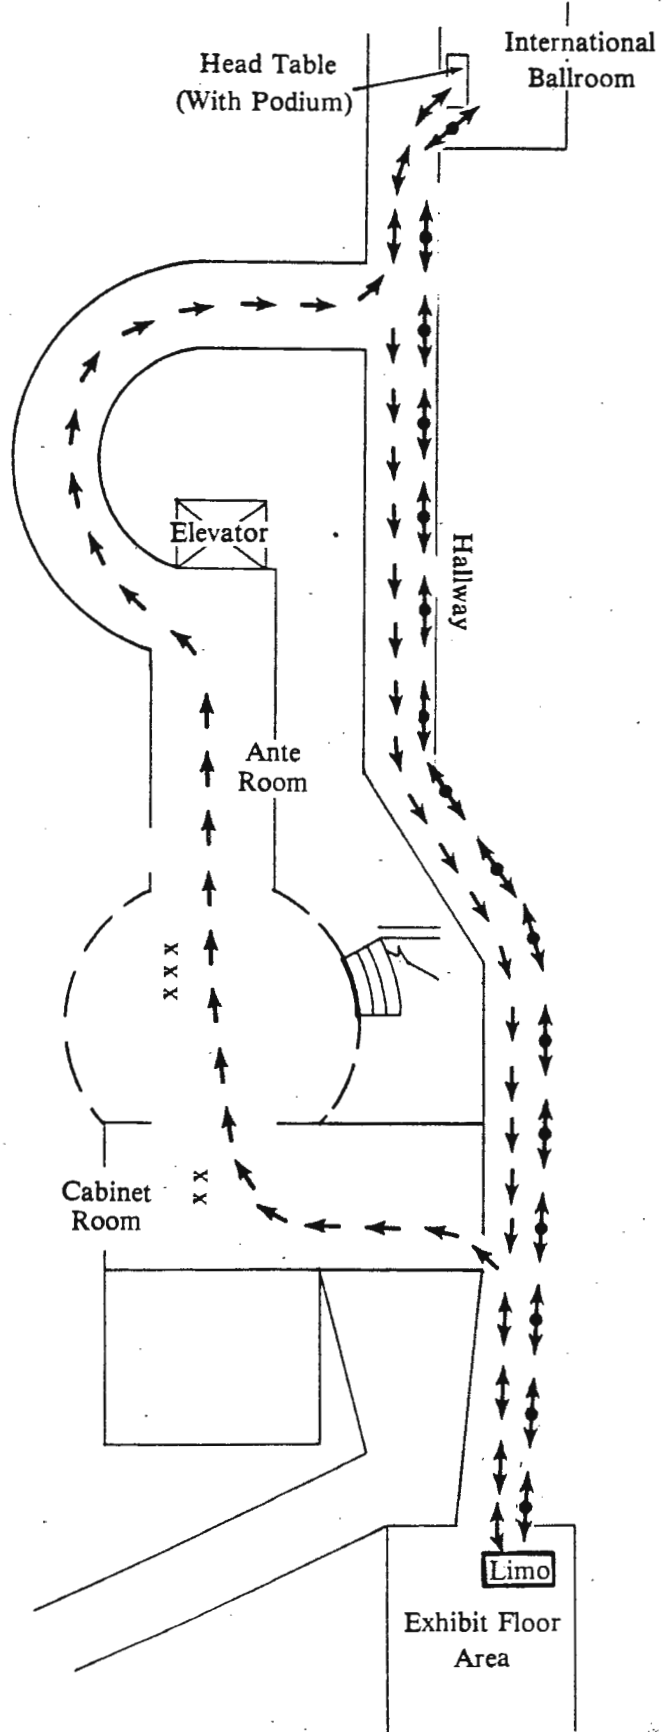 International
Ballroom
Head Table
(With Podium)
Elevator
Hallway
Ante
Room
x
x
x
Cabinet
Room
x
x
x
x
Limo
Exhibit Floor
Area